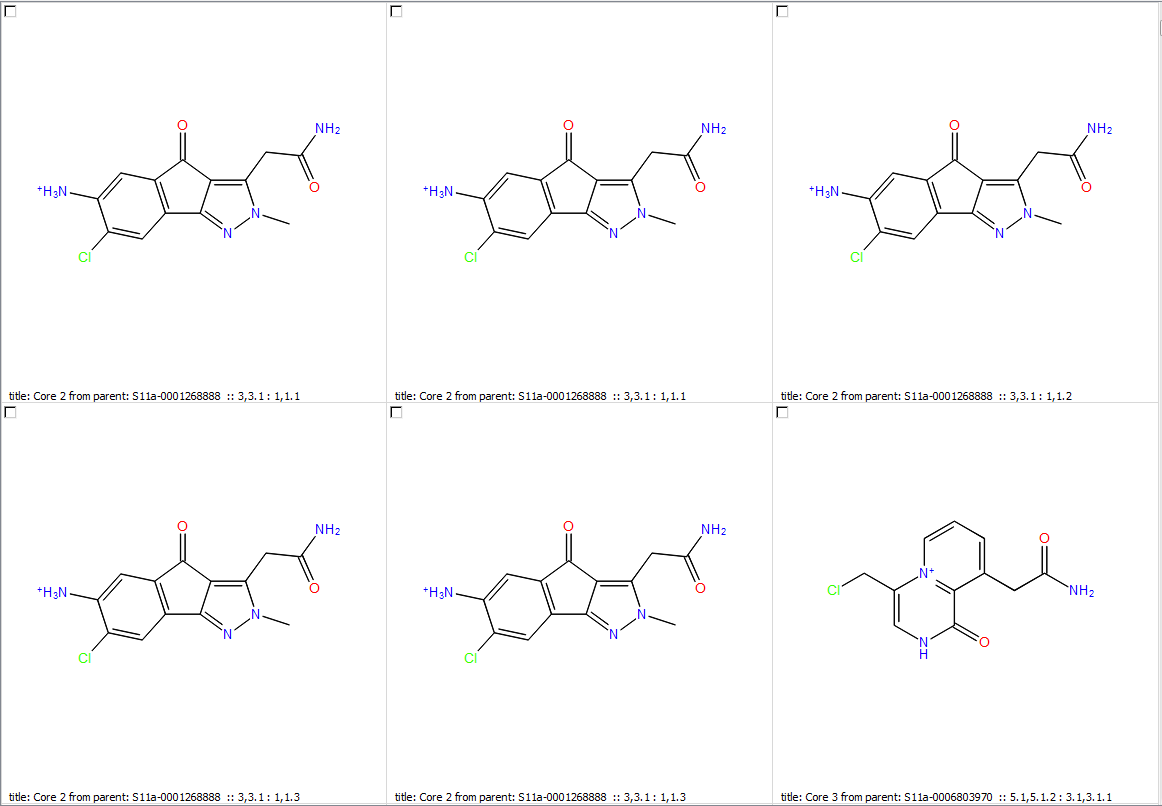 O
NH2
+H3N
N
N
Cl
O
title: Core 2 from parent: S11a-0001268888 :: 3,3.1 : 1,1.1
O
NH2
+H3N
N
N
Cl
O
title: Core 2 from parent: S11a-0001268888 :: 3,3.1 : 1,1.1
O
NH2
+H3N
N
N
Cl
O
title: Core 2 from parent: S11a-0001268888 :: 3,3.1 : 1,1.2
O
NH2
+H3N
N
N
Cl
O
title: Core 2 from parent: S11a-0001268888 :: 3,3.1 : 1,1.3
O
NH2
+H3N
N
N
Cl
O
title: Core 2 from parent: S11a-0001268888 :: 3,3.1 : 1,1.3
O
N+
Cl
NH2
N
H
O
title: Core 3 from parent: S11a-0006803970 :: 5.1,5.1.2 : 3.1,3.1.1